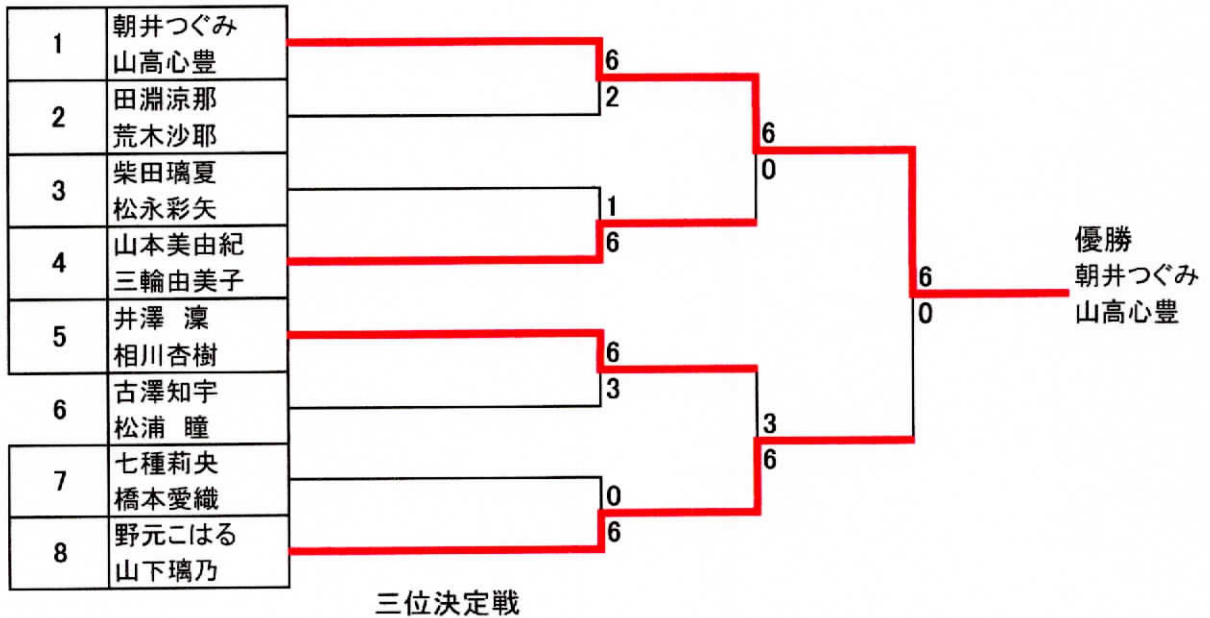 1
朝井つぐみ
山高心豊
2
田淵涼那
荒木沙耶
3
柴田璃夏
松永彩矢
4
山本美由紀
三輪由美子
5
井澤 凜
相川杏樹
6
古澤知宇
松浦 瞳
7
七種莉央
橋本愛織
8
野元こはる
山下璃乃
6
2
1
6
6
3
0
6
6
0
3
6
6
0
優勝
朝井つぐみ
山高心豊
三位決定戦